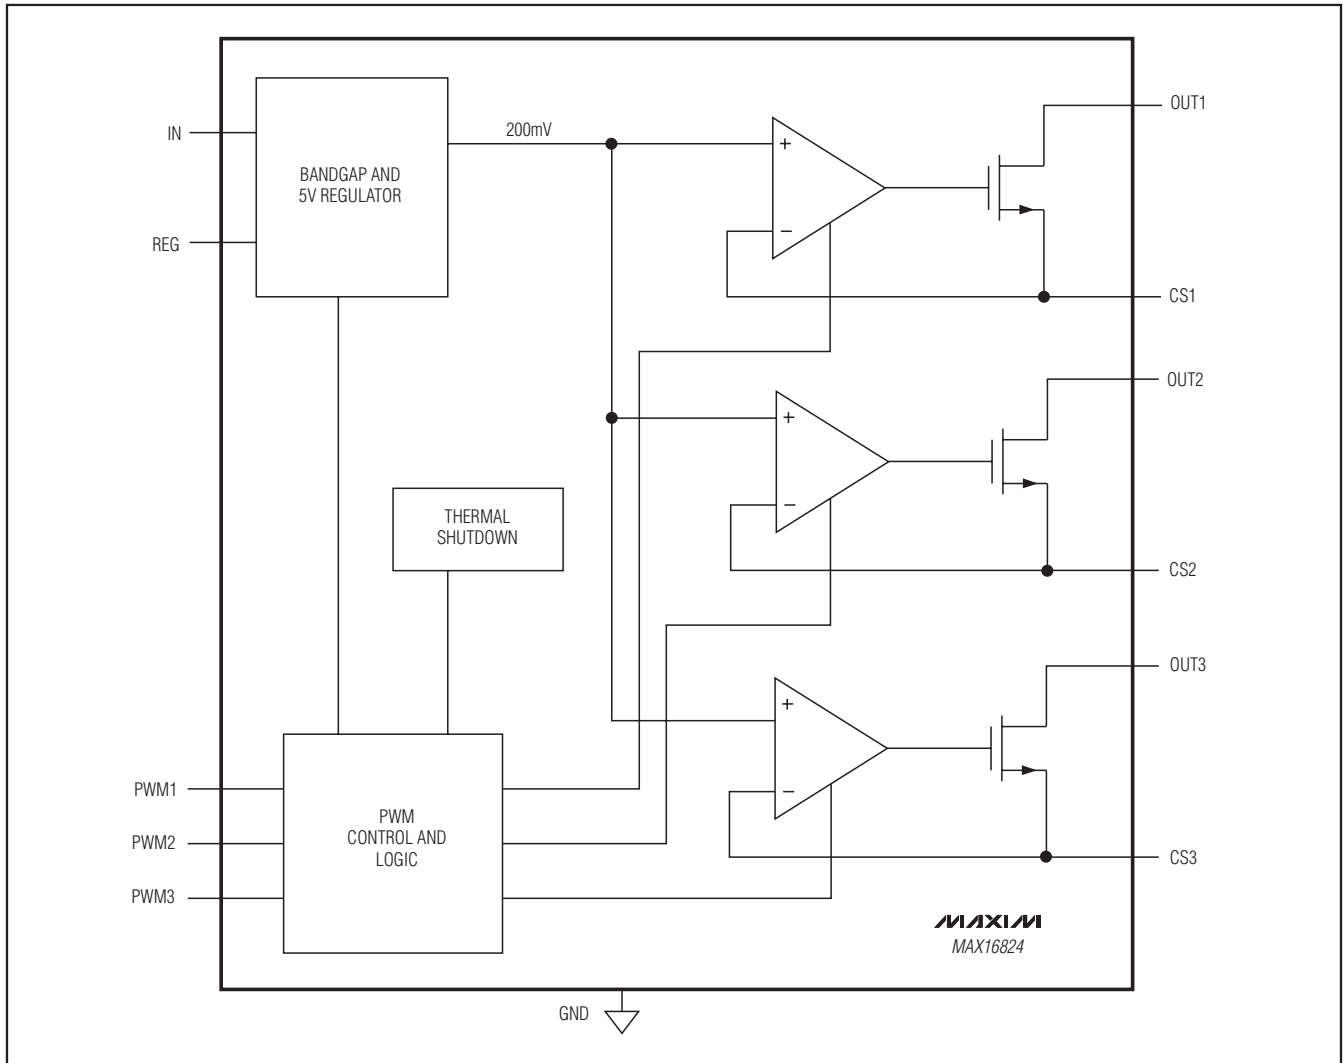 IN
REG
BANDGAP AND
5V REGULATOR
200mV
+
−
OUT1
CS1
+
−
OUT2
CS2
THERMAL
SHUTDOWN
+
−
OUT3
CS3
PWM1
PWM2
PWM3
PWM
CONTROL AND
LOGIC
MAXIM
MAX16824
GND